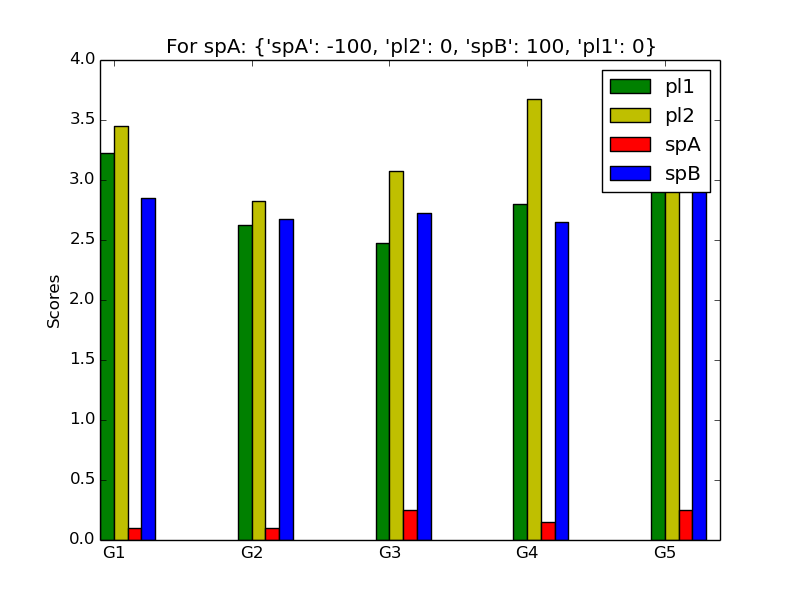 For spA: {'spA': -100, 'pl2': 0, 'spB': 100, 'pl1': 0}
4.0
3.5
3.0
2.5
2.0
1.5
1.0
0.5
0.0
Scores
pl1
pl2
spA
spB
G1 G2 G3 G4 G5